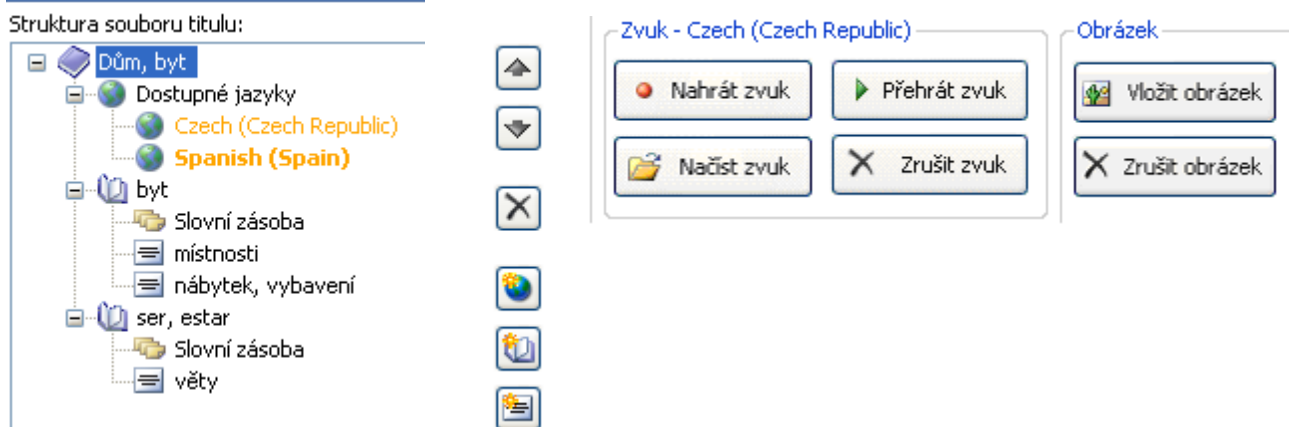 Struktura souboru titulu:
Dům, byt
Dostupné jazyky
Czech (Czech Republic)
Spanish (Spain)
byt
Slovní zásoba
místnosti
nábytek, vybavení
ser, estar
Slovní zásoba
věty
Zvuk - Czech (Czech Republic)
Nahrát zvuk
Přehrát zvuk
Načíst zvuk
Zrušit zvuk
Obrázek
Vložit obrázek
Zrušit obrázek